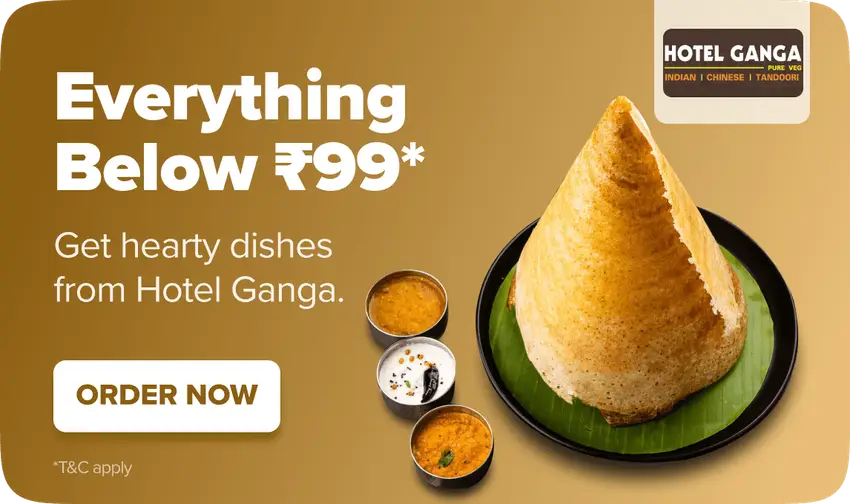 Everything
Below ₹99*
Get hearty dishes
from Hotel Ganga.
ORDER NOW
*T&C apply
HOTEL GANGA
PURE VEG
INDIAN | CHINESE | TANDOORI